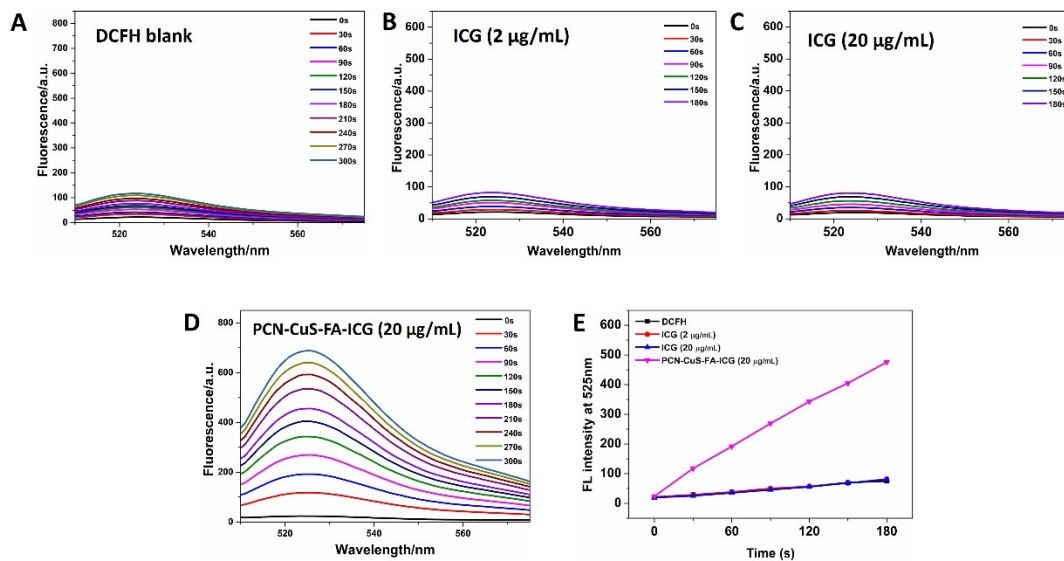 A
DCFH blank
0s
30s
60s
90s
120s
150s
180s
210s
240s
270s
300s
Fluorescence/a.u.
800
700
600
500
400
300
200
100
0
520
540
560
Wavelength/nm
B
ICG (2 μg/mL)
0s
30s
60s
90s
120s
150s
180s
Fluorescence/a.u.
600
500
400
300
200
100
0
520
540
560
Wavelength/nm
C
ICG (20 μg/mL)
0s
30s
60s
90s
120s
150s
180s
Fluorescence/a.u.
600
500
400
300
200
100
0
520
540
560
Wavelength/nm
D
PCN-CuS-FA-ICG (20 μg/mL)
0s
30s
60s
90s
120s
150s
180s
210s
240s
270s
300s
Fluorescence/a.u.
800
600
400
200
0
520
540
560
Wavelength/nm
E
DCFH
ICG (2 μg/mL)
ICG (20 μg/mL)
PCN-CuS-FA-ICG (20 μg/mL)
FL intensity at 525nm
600
500
400
300
200
100
0
0
60
120
180
Time (s)